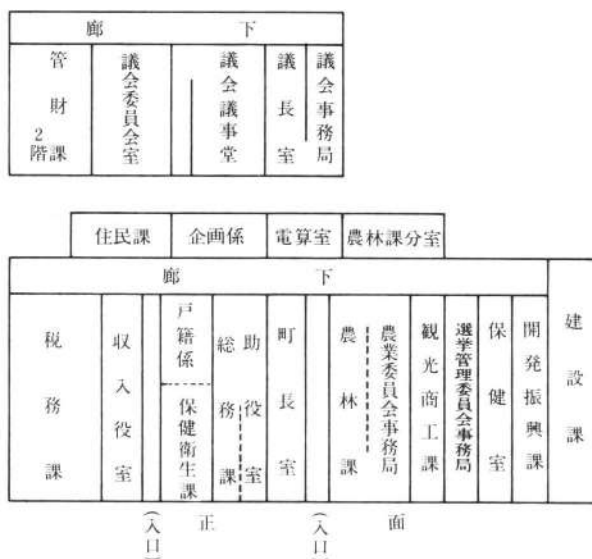 廊下
管財課
2階
議会委員会室
議会議事堂
議長室
議会事務局
住民課
企画係
電算室
農林課分室
廊下
税務課
収入役室
戸籍係
保健衛生課
総務課
助役室
町長室
農林課
農業委員会事務局
観光商工課
選挙管理委員会事務局
保健室
開発振興課
建設課
(入口
正面
(入口